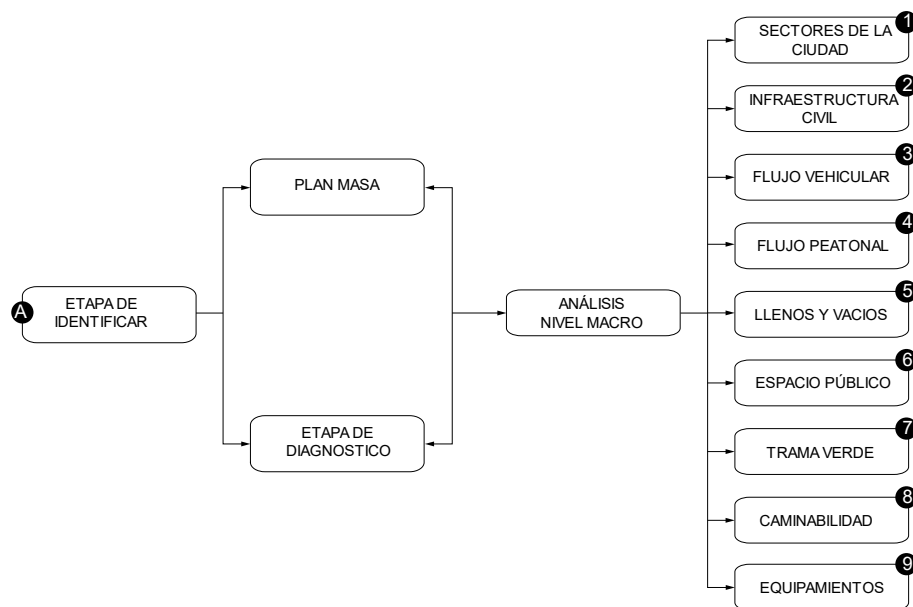 A
ETAPA DE
IDENTIFICAR
PLAN MASA
ETAPA DE
DIAGNOSTICO
ANÁLISIS
NIVEL MACRO
1
SECTORES DE LA
CIUDAD
2
INFRAESTRUCTURA
CIVIL
3
FLUJO VEHICULAR
4
FLUJO PEATONAL
5
LLENOS Y VACIOS
6
ESPACIO PÚBLICO
7
TRAMA VERDE
8
CAMINABILIDAD
9
EQUIPAMIENTOS